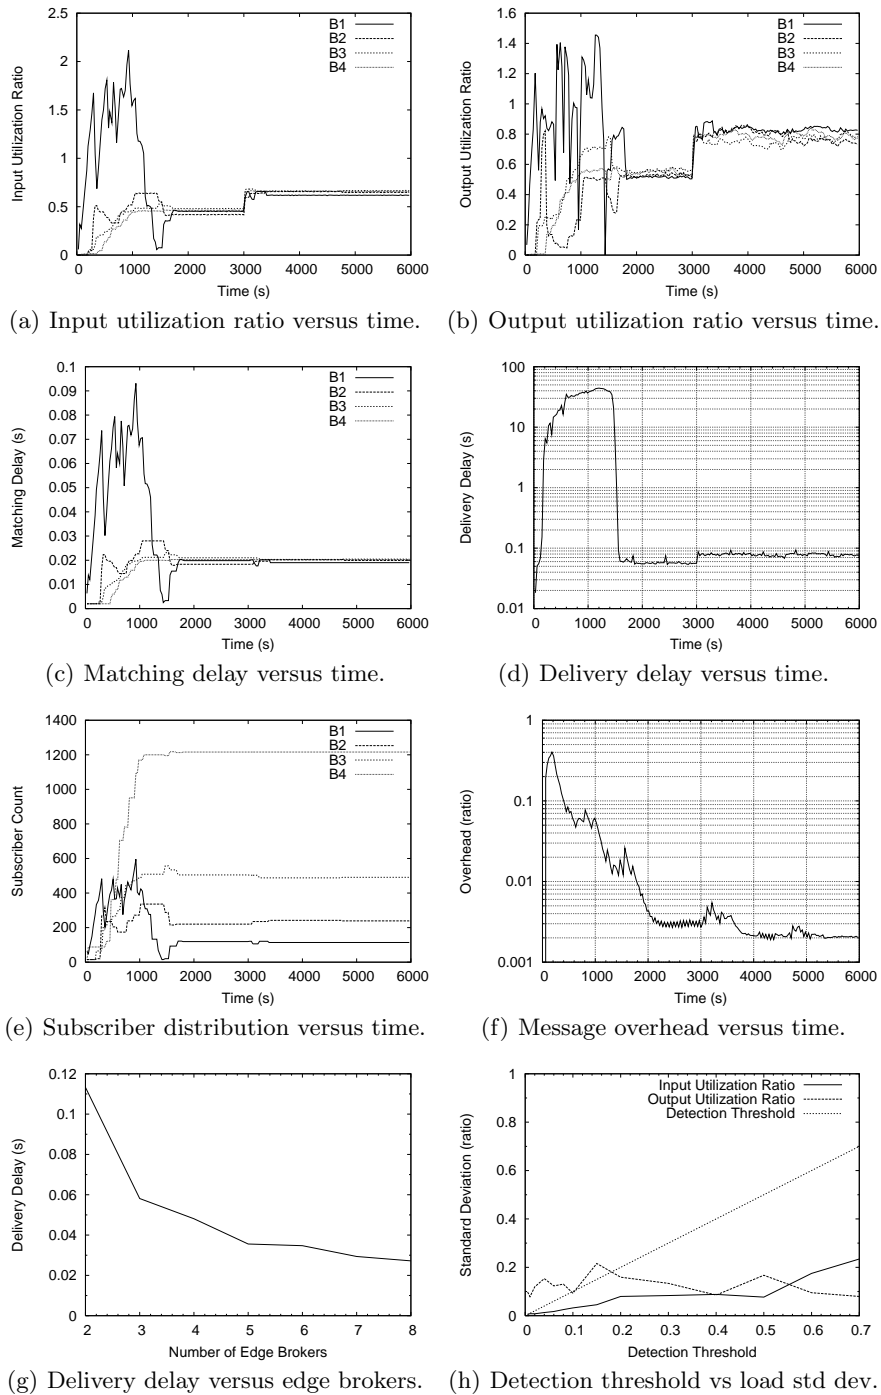 2.5
2
1.5
1
0.5
0
0 1000 2000 3000 4000 5000 6000
Input Utilization Ratio
Time (s)
B1
B2
B3
B4
(a) Input utilization ratio versus time.
1.6
1.4
1.2
1
0.8
0.6
0.4
0.2
0
0 1000 2000 3000 4000 5000 6000
Output Utilization Ratio
Time (s)
B1
B2
B3
B4
(b) Output utilization ratio versus time.
0.1
0.09
0.08
0.07
0.06
0.05
0.04
0.03
0.02
0.01
0
0 1000 2000 3000 4000 5000 6000
Matching Delay (s)
Time (s)
B1
B2
B3
B4
(c) Matching delay versus time.
100
10
1
0.1
0.01
0 1000 2000 3000 4000 5000 6000
Delivery Delay (s)
Time (s)
(d) Delivery delay versus time.
1400
1200
1000
800
600
400
200
0
0 1000 2000 3000 4000 5000 6000
Subscriber Count
Time (s)
B1
B2
B3
B4
(e) Subscriber distribution versus time.
1
0.1
0.01
0.001
0 1000 2000 3000 4000 5000 6000
Overhead (ratio)
Time (s)
(f) Message overhead versus time.
0.12
0.1
0.08
0.06
0.04
0.02
0
2 3 4 5 6 7 8
Delivery Delay (s)
Number of Edge Brokers
(g) Delivery delay versus edge brokers.
1
0.8
0.6
0.4
0.2
0
0 0.1 0.2 0.3 0.4 0.5 0.6 0.7
Standard Deviation (ratio)
Detection Threshold
Input Utilization Ratio
Output Utilization Ratio
Detection Threshold
(h) Detection threshold vs load std dev.